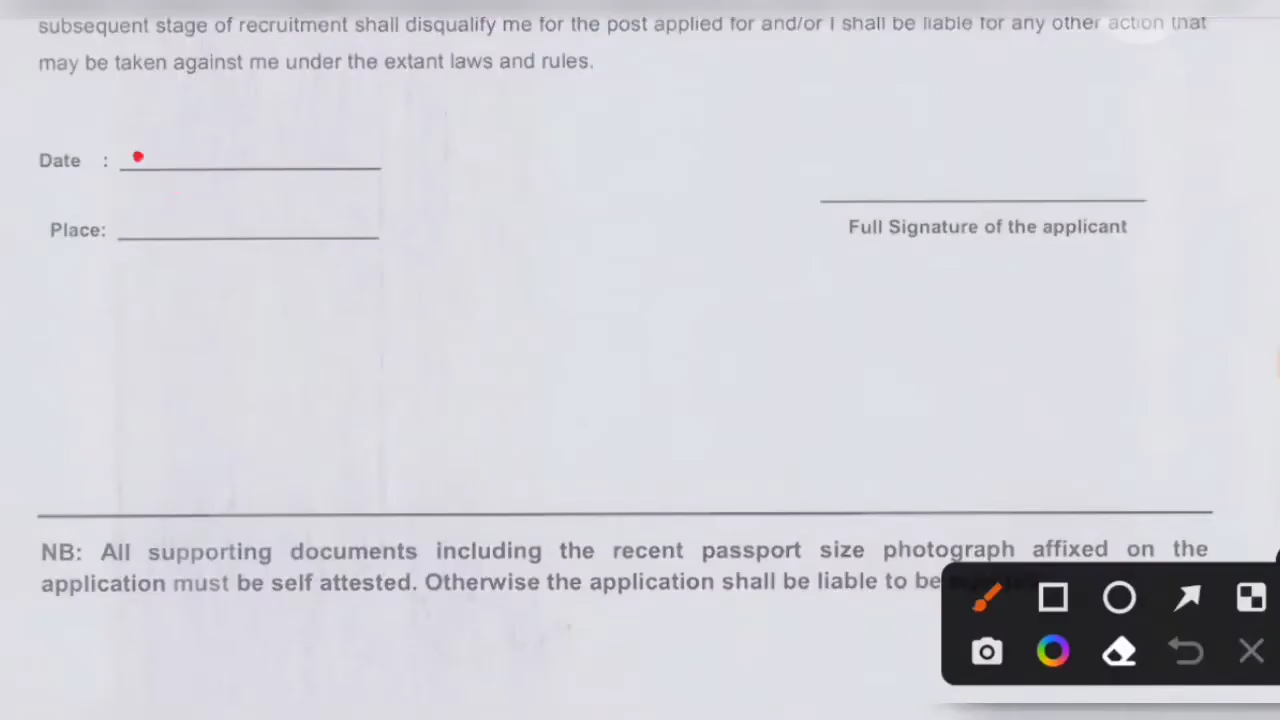 subsequent stage of recruitment shall disqualify me for the post applied for and/or I shall be liable for any other action that
may be taken against me under the extant laws and rules.
Date :
Place:
Full Signature of the applicant
NB: All supporting documents including the recent passport size photograph affixed on the
application must be self attested. Otherwise the application shall be liable to be